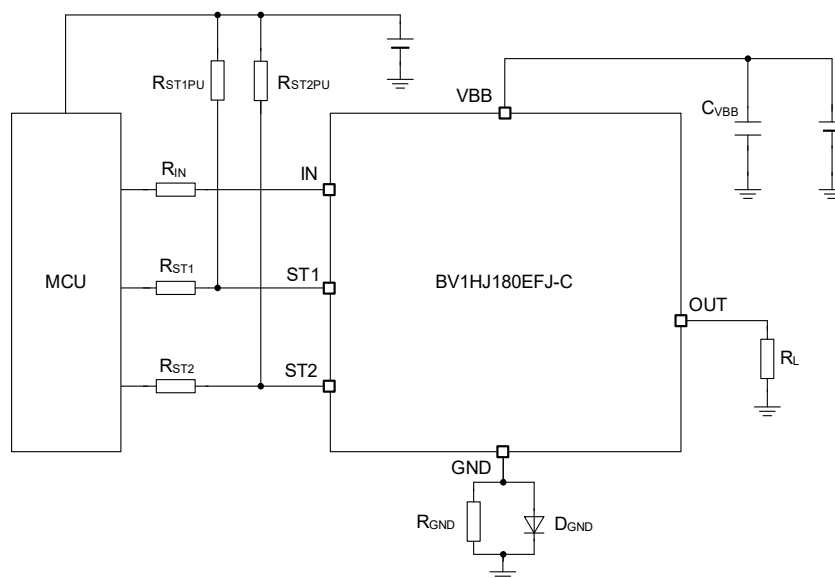 RST1PU
RST2PU
VBB
CVBB
RIN
IN
MCU
RST1
ST1
BV1HJ180EFJ-C
OUT
RST2
ST2
RL
GND
RGND
DGND